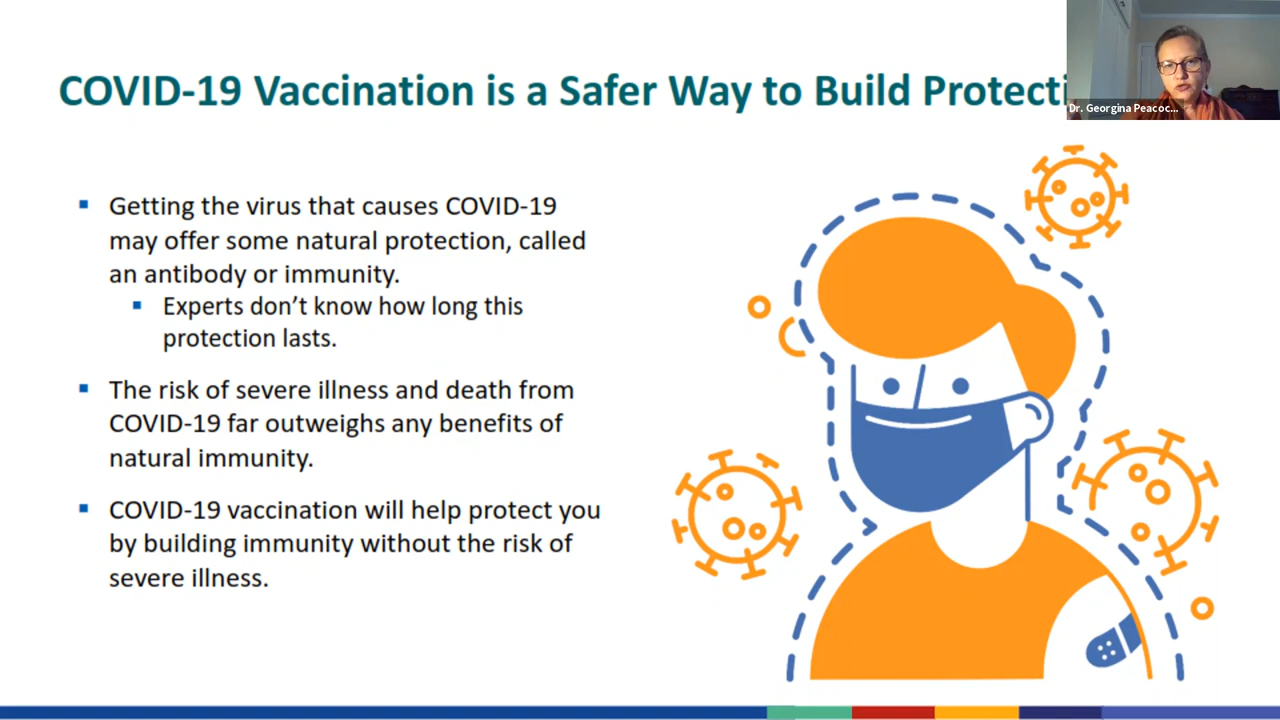 COVID-19 Vaccination is a Safer Way to Build Protecti
Dr. Georgina Peacoc...
Getting the virus that causes COVID-19
may offer some natural protection, called
an antibody or immunity.
Experts don’t know how long this
protection lasts.
The risk of severe illness and death from
COVID-19 far outweighs any benefits of
natural immunity.
COVID-19 vaccination will help protect you
by building immunity without the risk of
severe illness.